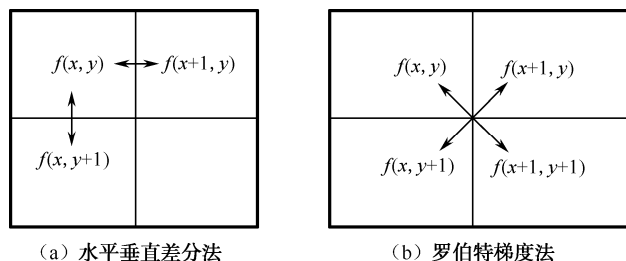 f(x, y) f(x+1, y)
f(x, y+1)
(a) 水平垂直差分法
f(x, y) f(x+1, y)
f(x, y+1) f(x+1, y+1)
(b) 罗伯特梯度法